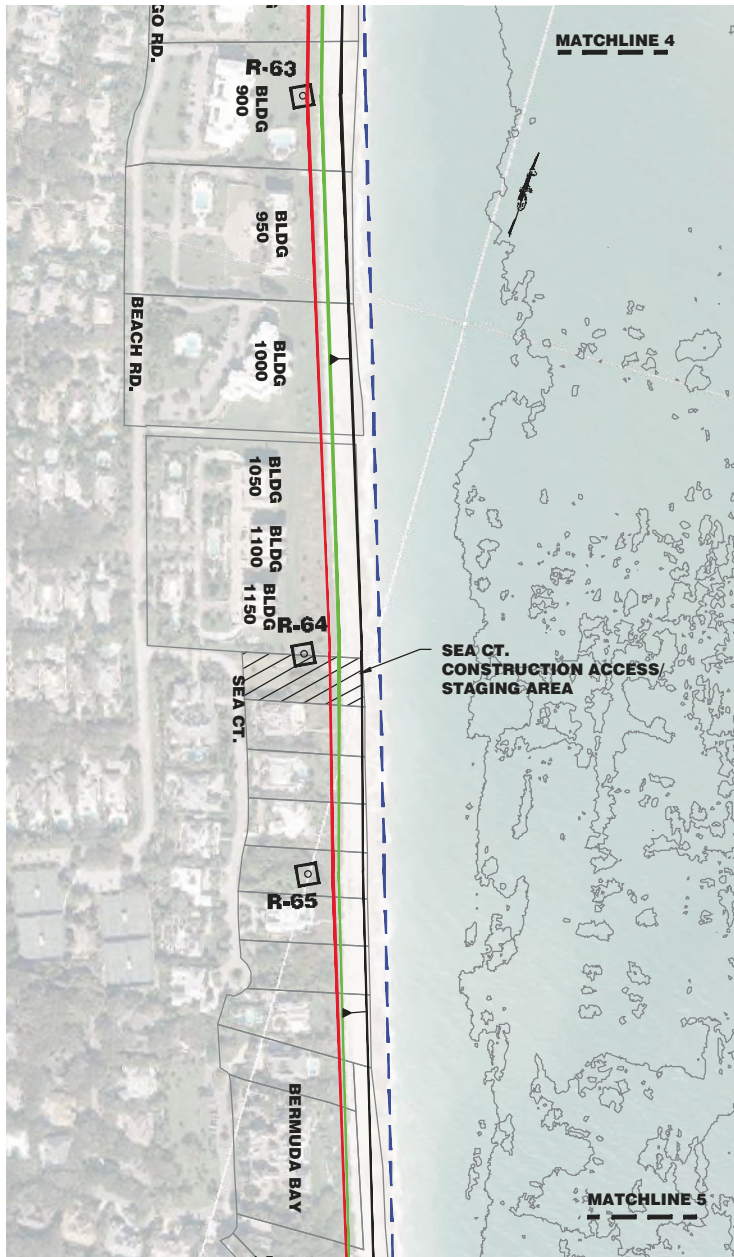 GO RD.
MATCHLINE 4
R-63
BLDG
900
BLDG
950
BEACH RD.
BLDG
1000
BLDG
1050
BLDG
1100
BLDG
1150
R-64
SEA CT.
CONSTRUCTION ACCESS/
STAGING AREA
SEA CT.
R-65
BERMUDA BAY
MATCHLINE 5